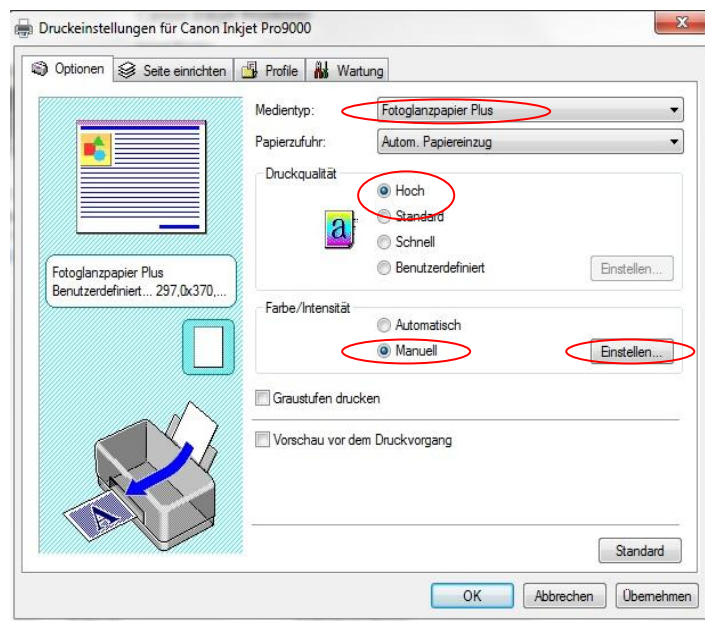 Druckeinstellungen für Canon Inkjet Pro9000
x
Optionen
Seite einrichten
Profile
Wartung
Medientyp:
Fotoglanzpapier Plus
Papierzufuhr:
Autom. Papiereinzug
Druckqualität
Hoch
a
Standard
Schnell
Benutzerdefiniert
Einstellen...
Fotoglanzpapier Plus
Benutzerdefiniert... 297,0x370,...
Farbe/Intensität
Automatisch
Manuell
Einstellen...
Graustufen drucken
Vorschau vor dem Druckvorgang
A
Standard
OK
Abbrechen
Übernehmen